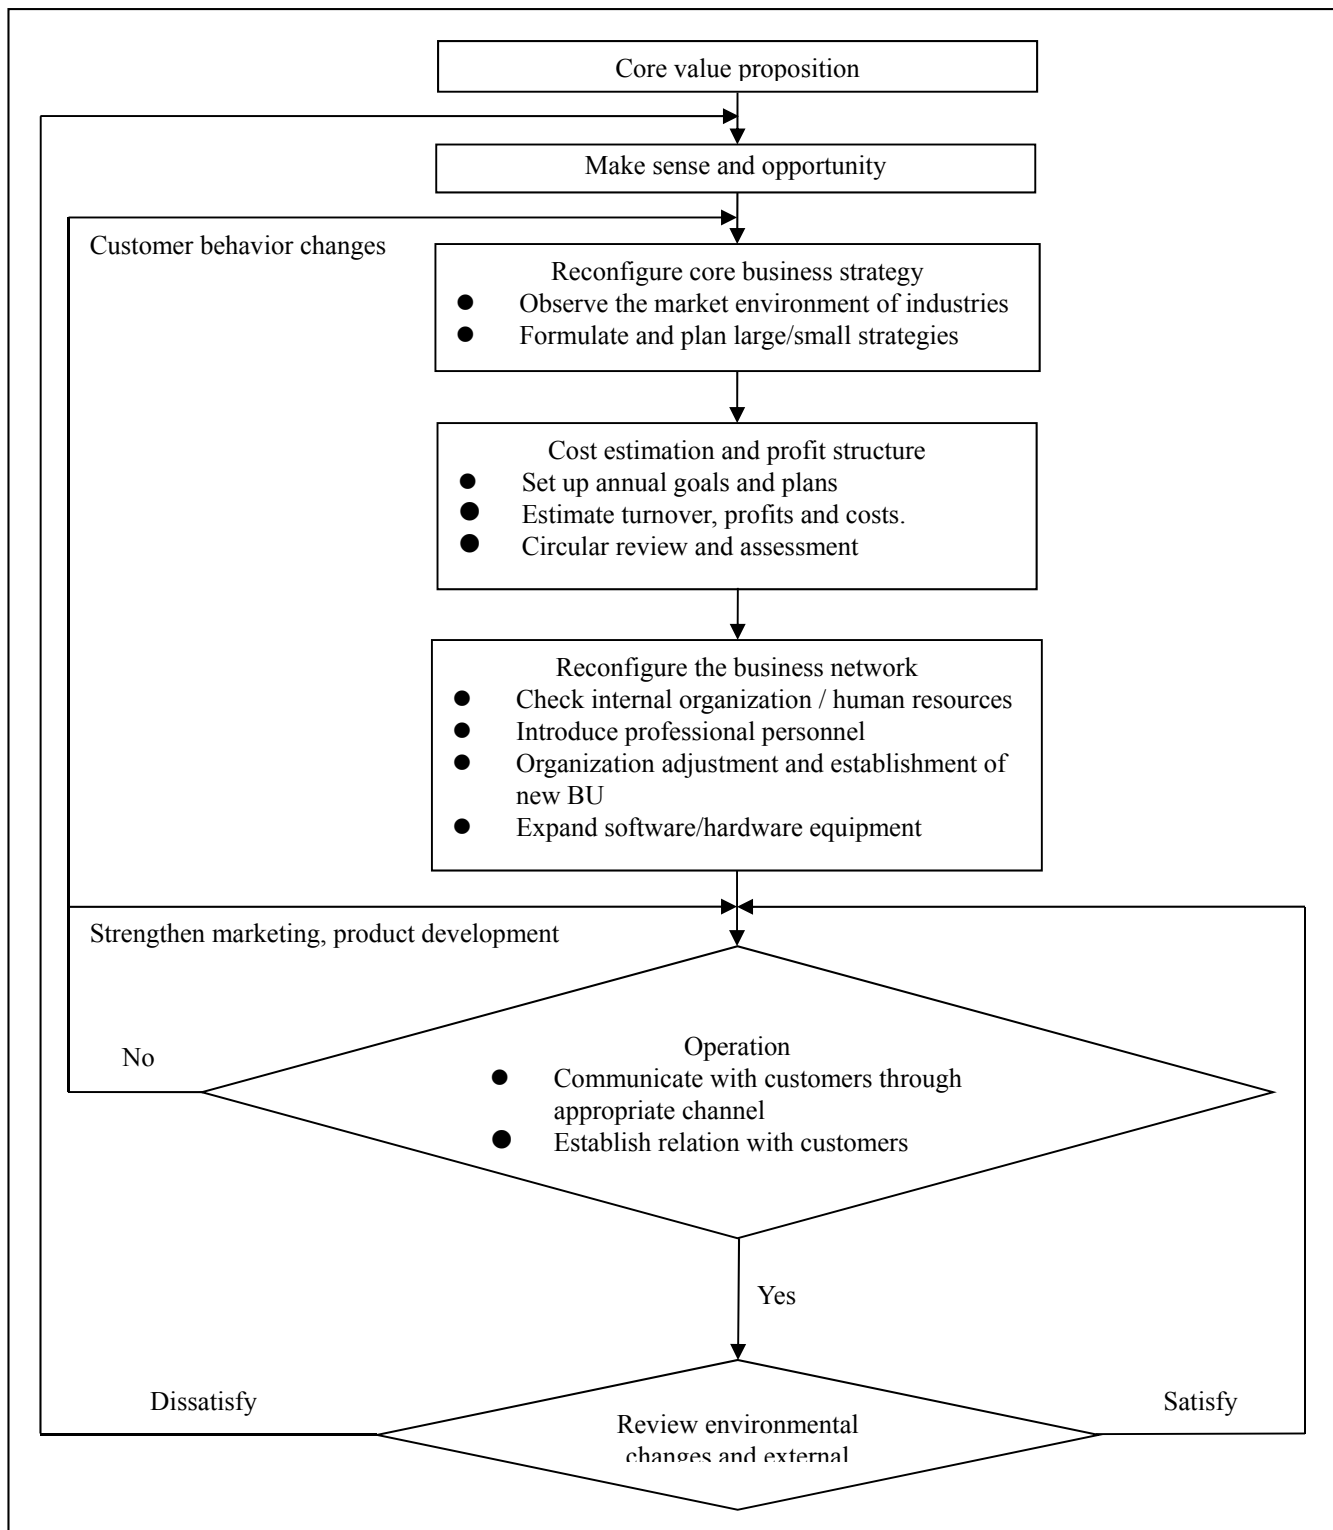 Core value proposition
Make sense and opportunity
Customer behavior changes
Reconfigure core business strategy
● Observe the market environment of industries
● Formulate and plan large/small strategies
Cost estimation and profit structure
● Set up annual goals and plans
● Estimate turnover, profits and costs.
● Circular review and assessment
Reconfigure the business network
● Check internal organization / human resources
● Introduce professional personnel
● Organization adjustment and establishment of
new BU
● Expand software/hardware equipment
Strengthen marketing, product development
No
Operation
● Communicate with customers through
appropriate channel
● Establish relation with customers
Yes
Dissatisfy
Satisfy
Review environmental
changes and external